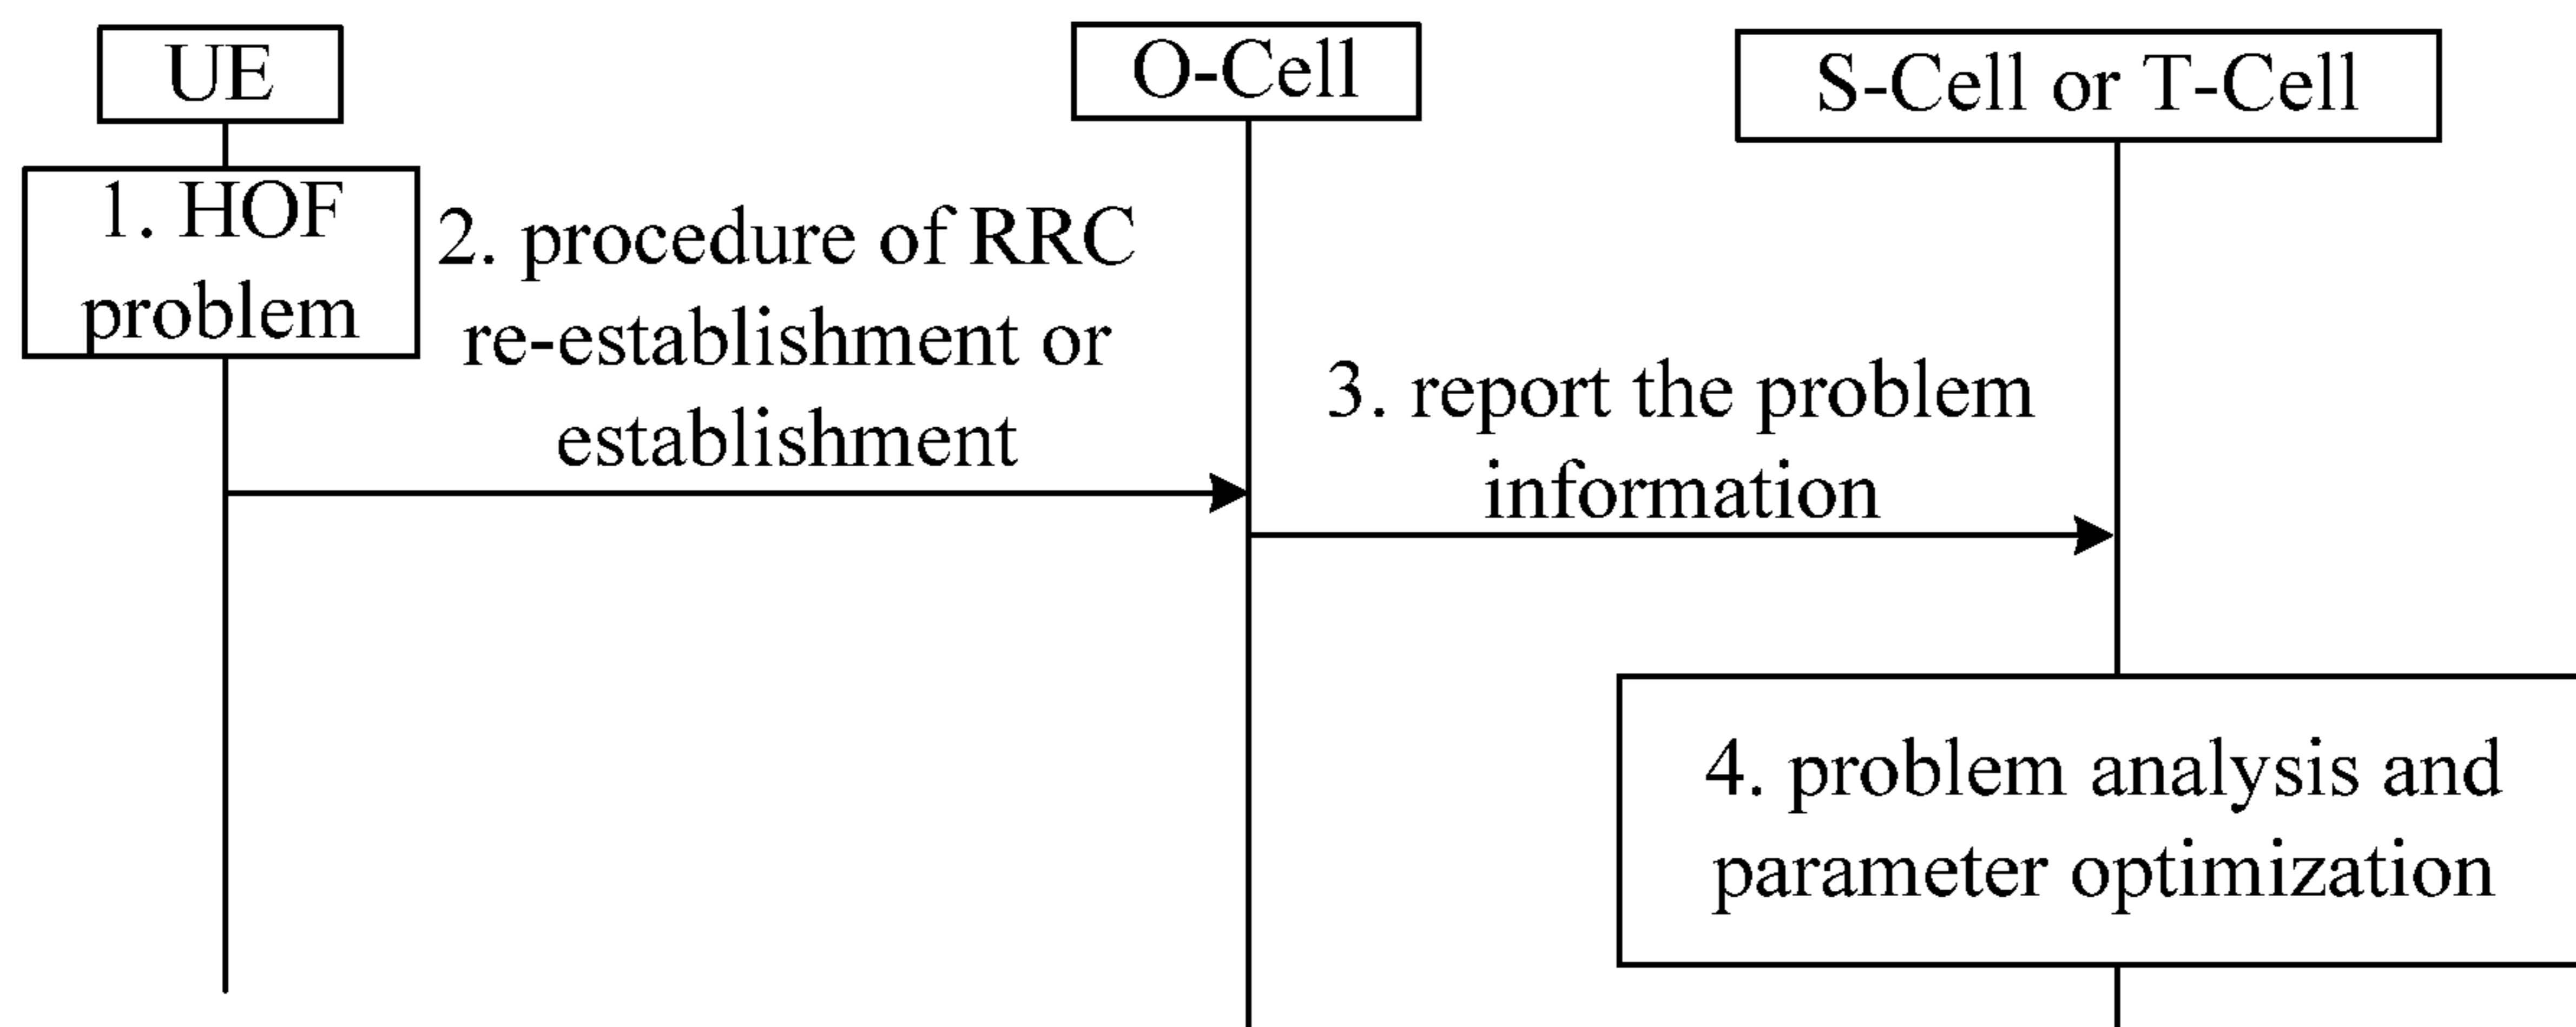 UE
O-Cell
S-Cell or T-Cell
1. HOF
problem
2. procedure of RRC
re-establishment or
establishment
3. report the problem
information
4. problem analysis and
parameter optimization